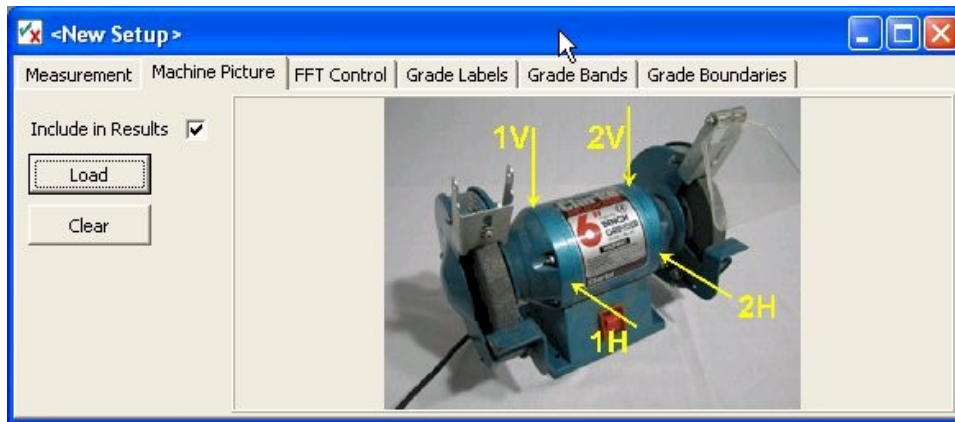 <New Setup>
Measurement Machine Picture FFT Control Grade Labels Grade Bands Grade Boundaries
Include in Results
Load
Clear
1V 2V
Clarke
6"
BENCH
GRINDER
1H
2H